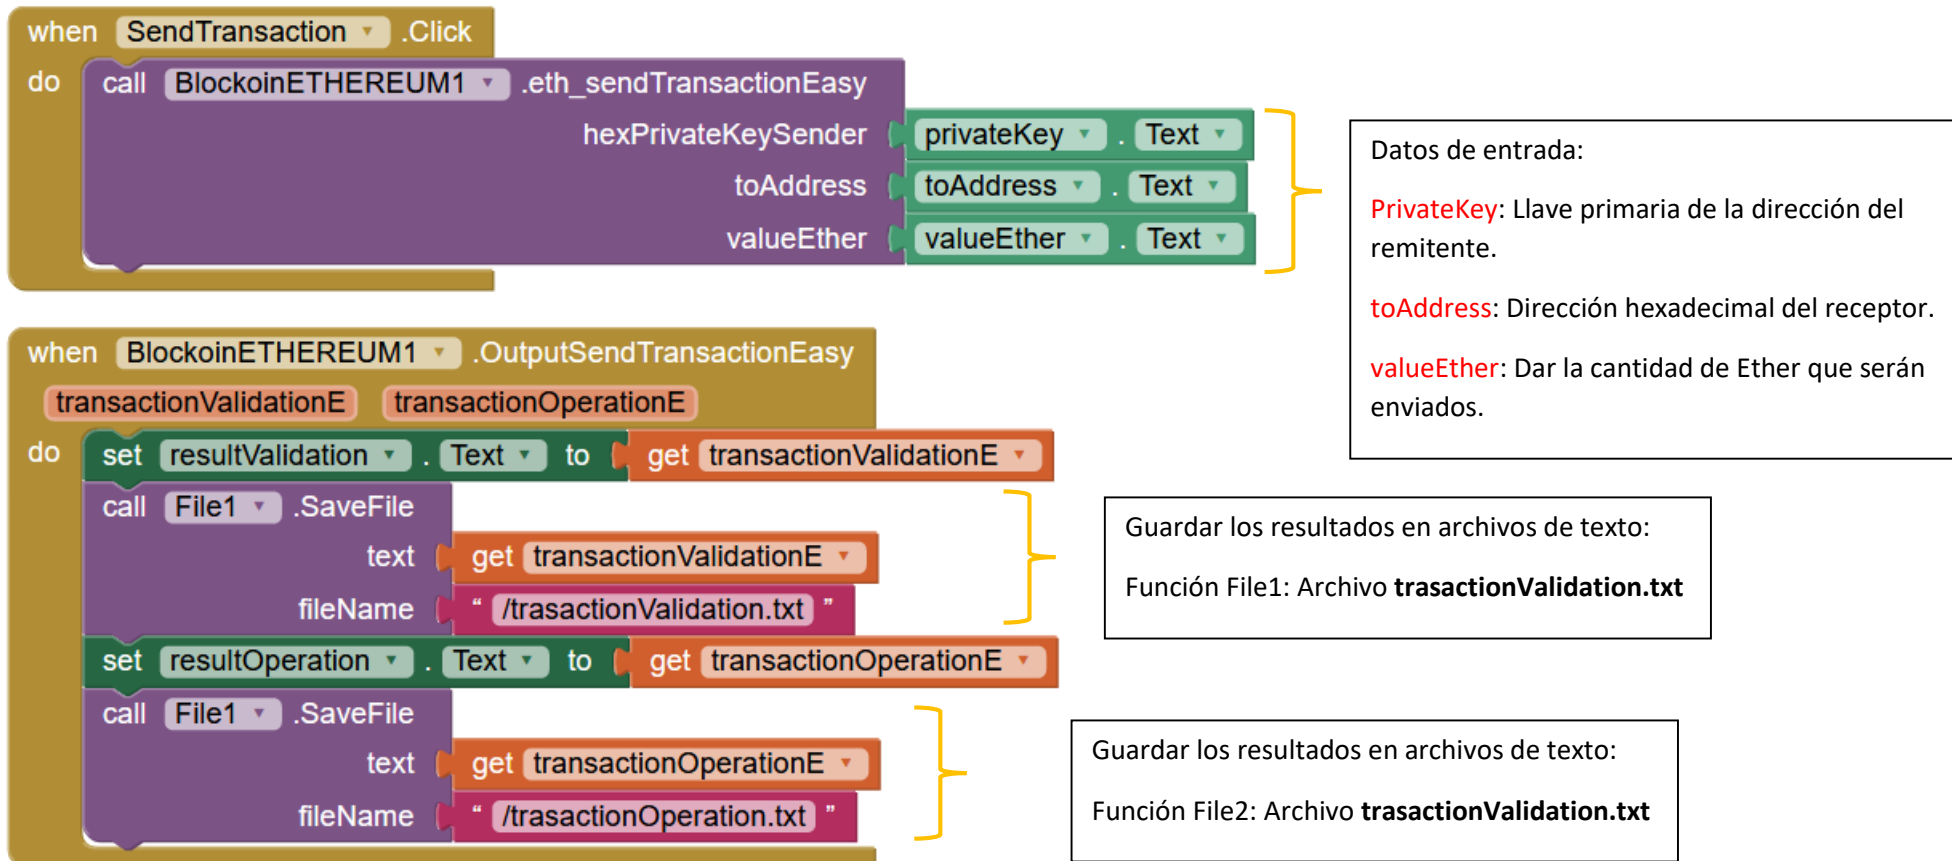 when SendTransaction .Click
do call BlockoinETHEREUM1 .eth_sendTransactionEasy
hexPrivateKeySender privateKey . Text
toAddress toAddress . Text
valueEther valueEther . Text
Datos de entrada:
PrivateKey: Llave primaria de la dirección del
remitente.
toAddress: Dirección hexadecimal del receptor.
valueEther: Dar la cantidad de Ether que serán
enviados.
when BlockoinETHEREUM1 .OutputSendTransactionEasy
transactionValidationE transactionOperationE
do set resultValidation . Text to get transactionValidationE
call File1 .SaveFile
text get transactionValidationE
fileName “ /trasactionValidation.txt ”
Guardar los resultados en archivos de texto:
Función File1: Archivo trasactionValidation.txt
set resultOperation . Text to get transactionOperationE
call File1 .SaveFile
text get transactionOperationE
fileName “ /trasactionOperation.txt ”
Guardar los resultados en archivos de texto:
Función File2: Archivo trasactionValidation.txt